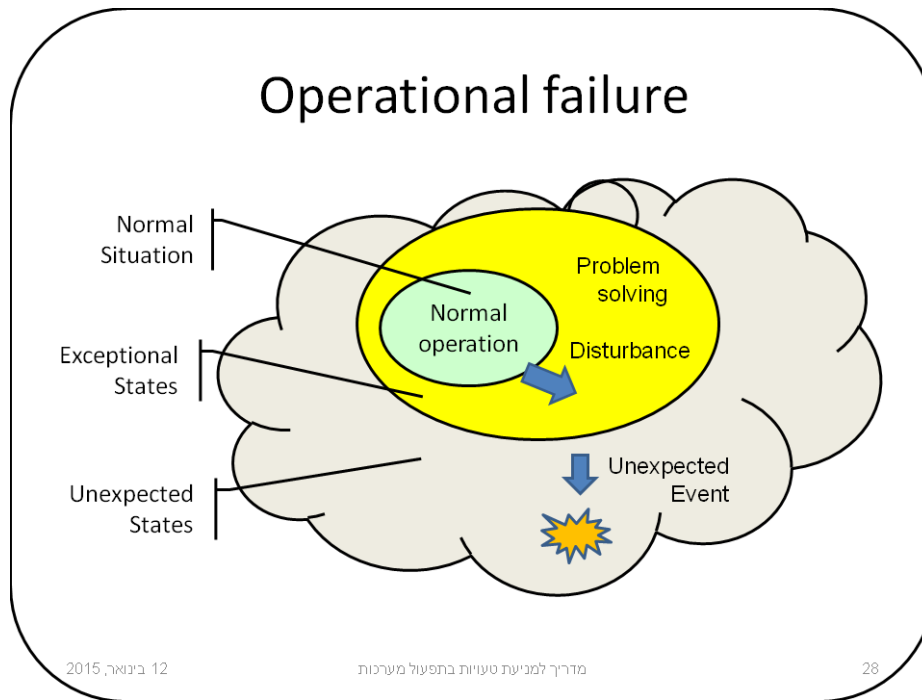 Operational failure
Normal
Situation
Problem
solving
Normal
operation
Exceptional
States
Disturbance
Unexpected
States
Unexpected
Event
12 בינואר, 2015
מדריך למניעת טעויות בתפעול מערכות
28